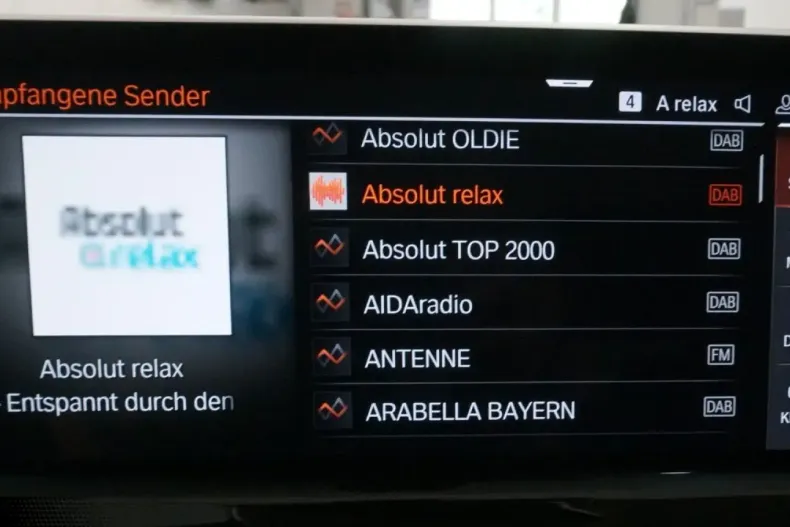 pfangene Sender
4 A relax
Absolut OLDIE DAB
Absolut relax DAB
Absolut TOP 2000 DAB
AIDAradio DAB
ANTENNE FM
ARABELLA BAYERN DAB
Absolut
relax
Absolut relax
Entspannt durch den